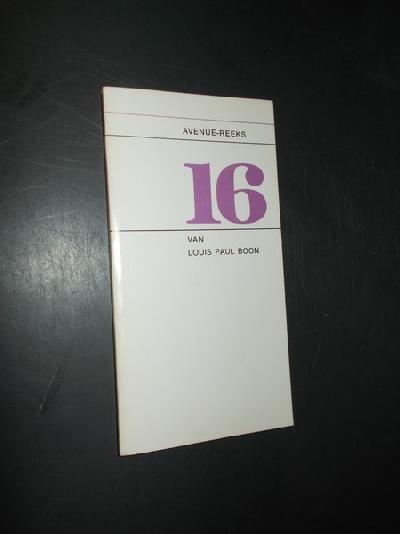 AVENUE-REEKS
16
VAN
LOUIS PAUL BOON